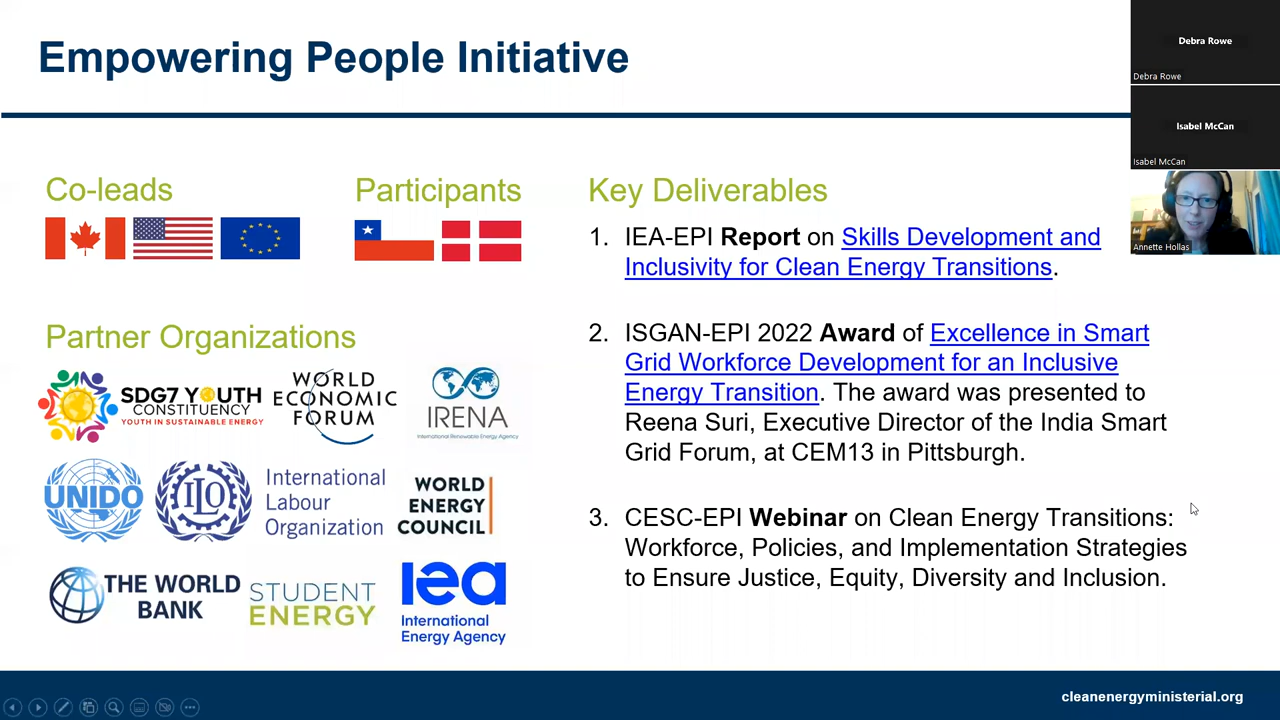 Empowering People Initiative
Debra Rowe
Debra Rowe
Isabel McCan
Isabel McCan
Annette Hollas
Co-leads
Participants
Partner Organizations
SDG7 YOUTH
CONSTITUENCY
YOUTH IN SUSTAINABLE ENERGY
WORLD
ECONOMIC
FORUM
IRENA
International Renewable Energy Agency
UNIDO
ILO
International
Labour
Organization
WORLD
ENERGY
COUNCIL
THE WORLD
BANK
STUDENT
ENERGY
iea
International
Energy Agency
Key Deliverables
1. IEA-EPI Report on Skills Development and
Inclusivity for Clean Energy Transitions.
2. ISGAN-EPI 2022 Award of Excellence in Smart
Grid Workforce Development for an Inclusive
Energy Transition. The award was presented to
Reena Suri, Executive Director of the India Smart
Grid Forum, at CEM13 in Pittsburgh.
3. CESC-EPI Webinar on Clean Energy Transitions:
Workforce, Policies, and Implementation Strategies
to Ensure Justice, Equity, Diversity and Inclusion.
cleanenergyministerial.org